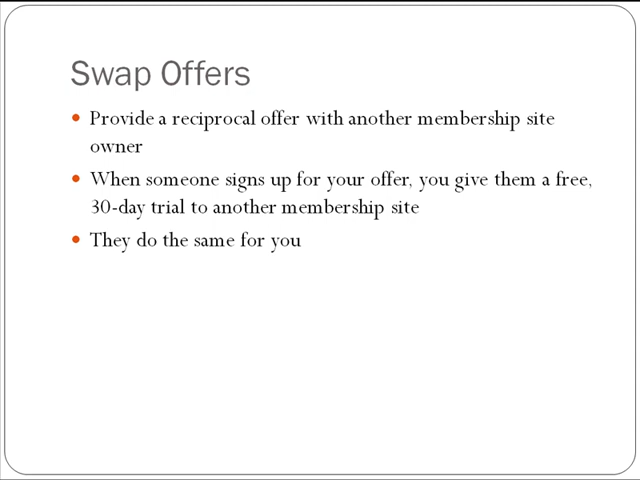 Swap Offers
Provide a reciprocal offer with another membership site
owner
When someone signs up for your offer, you give them a free,
30-day trial to another membership site
They do the same for you